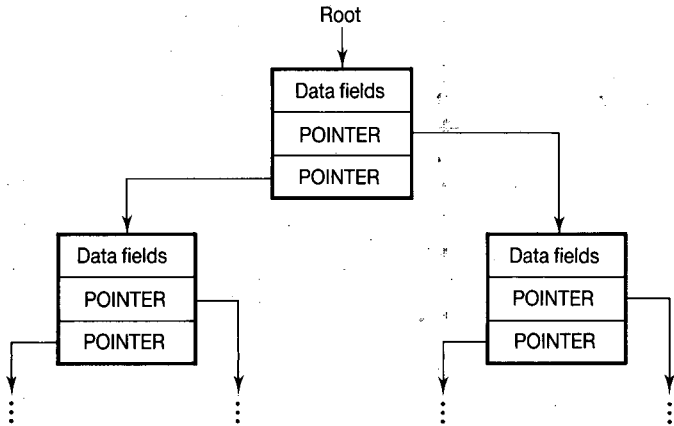 Root
Data fields
POINTER
POINTER
Data fields
POINTER
POINTER
Data fields
POINTER
POINTER